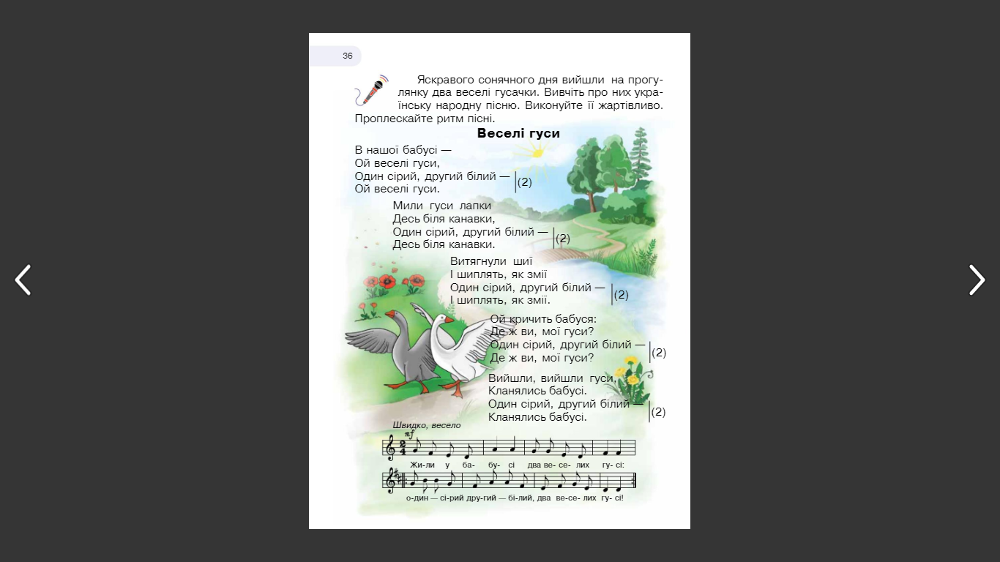 36
Яскравого сонячного дня вийшли на прогу-
лянку два веселі гусачки. Вивчіть про них укра-
їнську народну пісню. Виконуйте її жартівливо.
Проплескайте ритм пісні.
Веселі гуси
В нашої бабусі —
Ой веселі гуси,
Один сірий, другий білий —
Ой веселі гуси.
(2)
Мили гуси лапки
Десь біля канавки,
Один сірий, другий білий —
Десь біля канавки.
(2)
Витягнули шиї
І шиплять, як змії
Один сірий, другий білий —
І шиплять, як змії.
(2)
Ой кричить бабуся:
Де ж ви, мої гуси?
Один сірий, другий білий —
Де ж ви, мої гуси?
(2)
Вийшли, вийшли гуси,
Кланялись бабусі.
Один сірий, другий білий —
Кланялись бабусі.
(2)
Швидко, весело
mf
2
4
Жи-ли у ба- бу- сі два ве- се- лих гу- сі:
о-дин — сі-рий дру-гий — бі-лий, два ве-се- лих гу- сі!